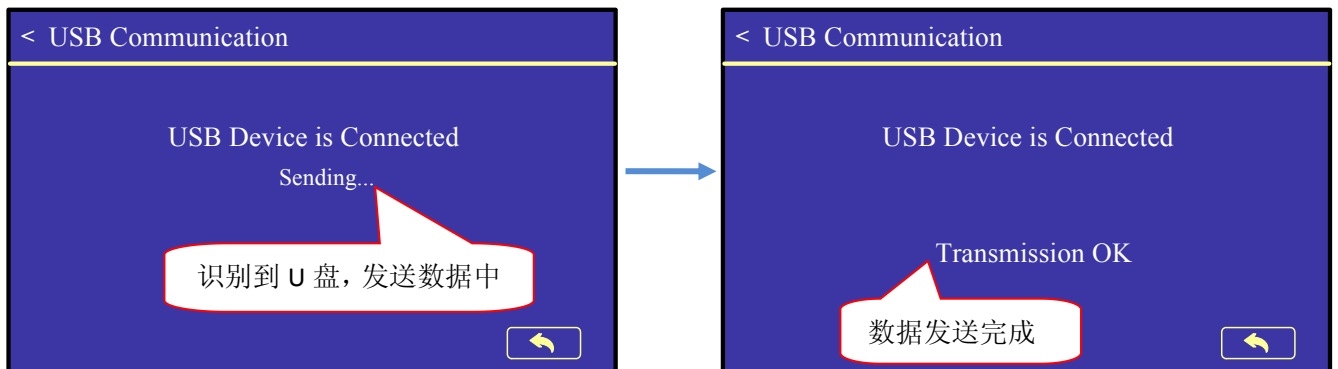 < USB Communication
USB Device is Connected
Sending...
识别到 U 盘，发送数据中
< USB Communication
USB Device is Connected
Transmission OK
数据发送完成